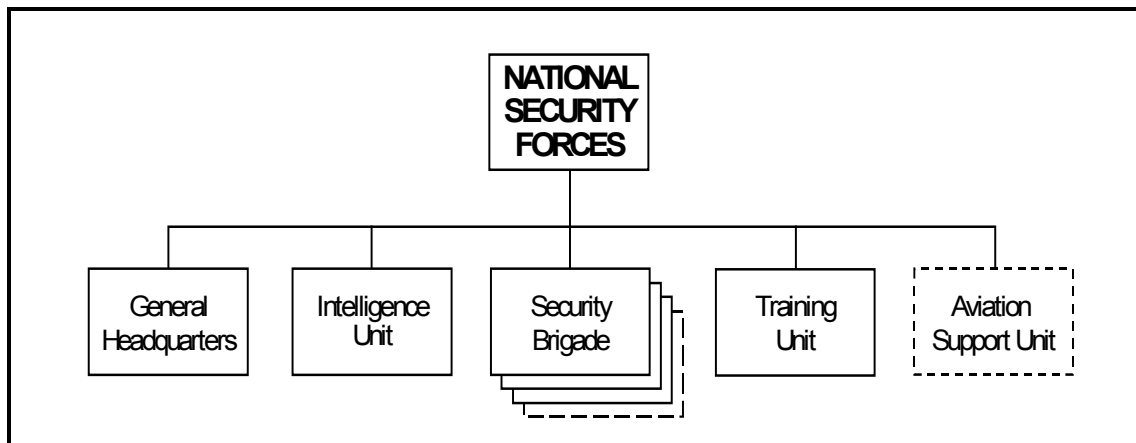 NATIONAL
SECURITY
FORCES
General
Headquarters
Intelligence
Unit
Security
Brigade
Training
Unit
Aviation
Support Unit